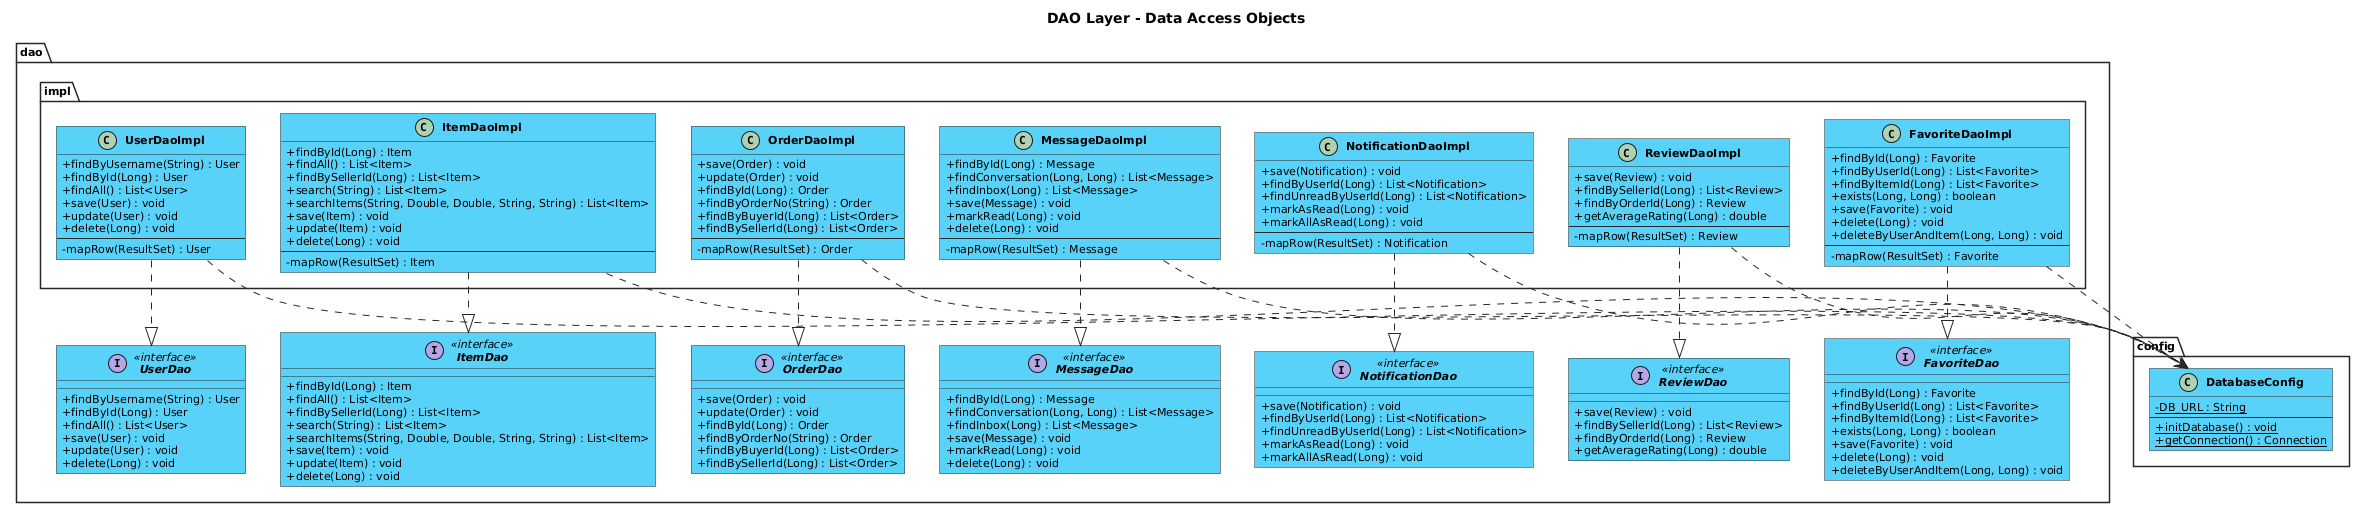 DAO Layer - Data Access Objects
dao
impl
C UserDaoImpl
+findByUsername(String) : User
+findById(Long) : User
+findAll() : List<User>
+save(User) : void
+update(User) : void
+delete(Long) : void
-mapRow(ResultSet) : User
C ItemDaoImpl
+findById(Long) : Item
+findAll() : List<Item>
+findBySellerId(Long) : List<Item>
+search(String) : List<Item>
+searchItems(String, Double, Double, String, String) : List<Item>
+save(Item) : void
+update(Item) : void
+delete(Long) : void
-mapRow(ResultSet) : Item
C OrderDaoImpl
+save(Order) : void
+update(Order) : void
+findById(Long) : Order
+findByOrderNo(String) : Order
+findByBuyerId(Long) : List<Order>
+findBySellerId(Long) : List<Order>
-mapRow(ResultSet) : Order
C MessageDaoImpl
+findById(Long) : Message
+findConversation(Long, Long) : List<Message>
+findInbox(Long) : List<Message>
+save(Message) : void
+markRead(Long) : void
+delete(Long) : void
-mapRow(ResultSet) : Message
C NotificationDaoImpl
+save(Notification) : void
+findByUserId(Long) : List<Notification>
+findUnreadByUserId(Long) : List<Notification>
+markAsRead(Long) : void
+markAllAsRead(Long) : void
-mapRow(ResultSet) : Notification
C ReviewDaoImpl
+save(Review) : void
+findBySellerId(Long) : List<Review>
+findByOrderId(Long) : Review
+getAverageRating(Long) : double
-mapRow(ResultSet) : Review
C FavoriteDaoImpl
+findById(Long) : Favorite
+findByUserId(Long) : List<Favorite>
+findByItemId(Long) : List<Favorite>
+exists(Long, Long) : boolean
+save(Favorite) : void
+delete(Long) : void
+deleteByUserAndItem(Long, Long) : void
-mapRow(ResultSet) : Favorite
I «interface»
UserDao
+findByUsername(String) : User
+findById(Long) : User
+findAll() : List<User>
+save(User) : void
+update(User) : void
+delete(Long) : void
I «interface»
ItemDao
+findById(Long) : Item
+findAll() : List<Item>
+findBySellerId(Long) : List<Item>
+search(String) : List<Item>
+searchItems(String, Double, Double, String, String) : List<Item>
+save(Item) : void
+update(Item) : void
+delete(Long) : void
I «interface»
OrderDao
+save(Order) : void
+update(Order) : void
+findById(Long) : Order
+findByOrderNo(String) : Order
+findByBuyerId(Long) : List<Order>
+findBySellerId(Long) : List<Order>
I «interface»
MessageDao
+findById(Long) : Message
+findConversation(Long, Long) : List<Message>
+findInbox(Long) : List<Message>
+save(Message) : void
+markRead(Long) : void
+delete(Long) : void
I «interface»
NotificationDao
+save(Notification) : void
+findByUserId(Long) : List<Notification>
+findUnreadByUserId(Long) : List<Notification>
+markAsRead(Long) : void
+markAllAsRead(Long) : void
I «interface»
ReviewDao
+save(Review) : void
+findBySellerId(Long) : List<Review>
+findByOrderId(Long) : Review
+getAverageRating(Long) : double
I «interface»
FavoriteDao
+findById(Long) : Favorite
+findByUserId(Long) : List<Favorite>
+findByItemId(Long) : List<Favorite>
+exists(Long, Long) : boolean
+save(Favorite) : void
+delete(Long) : void
+deleteByUserAndItem(Long, Long) : void
config
C DatabaseConfig
-DB_URL : String
+initDatabase() : void
+getConnection() : Connection